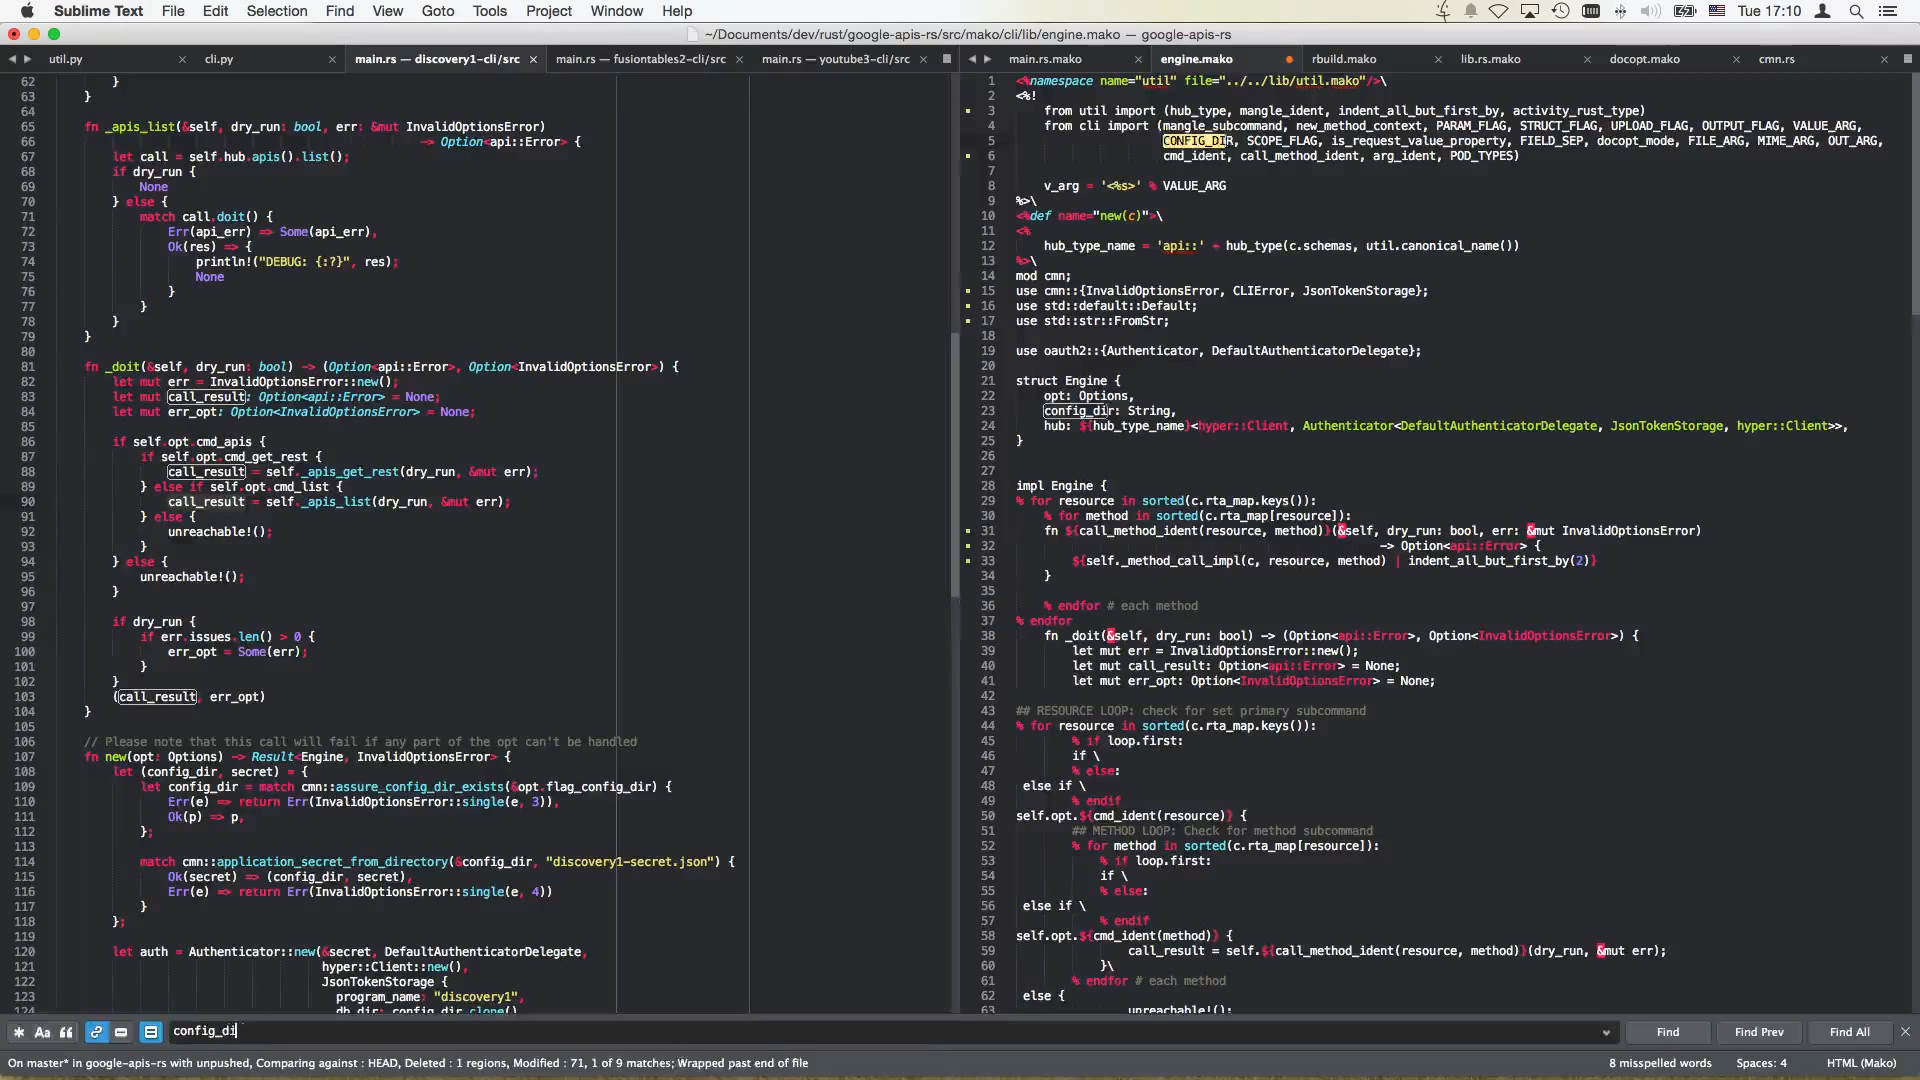 Sublime Text File Edit Selection Find View Goto Tools Project Window Help Tue 17:10
~/Documents/dev/rust/google-apis-rs/src/mako/cli/lib/engine.mako — google-apis-rs
util.py cli.py main.rs — discovery1-cli/src main.rs — fusiontables2-cli/src main.rs — youtube3-cli/src
62 }
63 }
64
65 fn _apis_list(&self, dry_run: bool, err: &mut InvalidOptionsError)
66 -> Option<api::Error> {
67 let call = self.hub.apis().list();
68 if dry_run {
69 None
70 } else {
71 match call.doit() {
72 Err(api_err) => Some(api_err),
73 Ok(res) => {
74 println!("DEBUG: {:?}", res);
75 None
76 }
77 }
78 }
79 }
80
81 fn _doit(&self, dry_run: bool) -> (Option<api::Error>, Option<InvalidOptionsError>) {
82 let mut err = InvalidOptionsError::new();
83 let mut call_result: Option<api::Error> = None;
84 let mut err_opt: Option<InvalidOptionsError> = None;
85
86 if self.opt.cmd_apis {
87 if self.opt.cmd_get_rest {
88 call_result = self._apis_get_rest(dry_run, &mut err);
89 } else if self.opt.cmd_list {
90 call_result = self._apis_list(dry_run, &mut err);
91 } else {
92 unreachable!();
93 }
94 } else {
95 unreachable!();
96 }
97
98 if dry_run {
99 if err.issues.len() > 0 {
100 err_opt = Some(err);
101 }
102 }
103 (call_result, err_opt)
104 }
105
106 // Please note that this call will fail if any part of the opt can't be handled
107 fn new(opt: Options) -> Result<Engine, InvalidOptionsError> {
108 let (config_dir, secret) = {
109 let config_dir = match cmn::assure_config_dir_exists(&opt.flag_config_dir) {
110 Err(e) => return Err(InvalidOptionsError::single(e, 3)),
111 Ok(p) => p,
112 };
113
114 match cmn::application_secret_from_directory(&config_dir, "discovery1-secret.json") {
115 Ok(secret) => (config_dir, secret),
116 Err(e) => return Err(InvalidOptionsError::single(e, 4))
117 }
118 };
119
120 let auth = Authenticator::new(&secret, DefaultAuthenticatorDelegate,
121 hyper::Client::new(),
122 JsonTokenStorage {
123 program_name: "discovery1",
124 db_dir: config_dir.clone()
main.rs.mako engine.mako rbuild.mako lib.rs.mako docopt.mako cmn.rs
1 <%namespace name="util" file="../../lib/util.mako"/>\
2 <%!
3 from util import (hub_type, mangle_ident, indent_all_but_first_by, activity_rust_type)
4 from cli import (mangle_subcommand, new_method_context, PARAM_FLAG, STRUCT_FLAG, UPLOAD_FLAG, OUTPUT_FLAG, VALUE_ARG,
5 CONFIG_DIR, SCOPE_FLAG, is_request_value_property, FIELD_SEP, docopt_mode, FILE_ARG, MIME_ARG, OUT_ARG,
6 cmd_ident, call_method_ident, arg_ident, POD_TYPES)
7
8 v_arg = '<%s>' % VALUE_ARG
9 %>\
10 <%def name="new(c)">\
11 <%
12 hub_type_name = 'api::' + hub_type(c.schemas, util.canonical_name())
13 %>\
14 mod cmn;
15 use cmn::{InvalidOptionsError, CLIError, JsonTokenStorage};
16 use std::default::Default;
17 use std::str::FromStr;
18
19 use oauth2::{Authenticator, DefaultAuthenticatorDelegate};
20
21 struct Engine {
22 opt: Options,
23 config_dir: String,
24 hub: ${hub_type_name}<hyper::Client, Authenticator<DefaultAuthenticatorDelegate, JsonTokenStorage, hyper::Client>>,
25 }
26
27
28 impl Engine {
29 % for resource in sorted(c.rta_map.keys()):
30 % for method in sorted(c.rta_map[resource]):
31 fn ${call_method_ident(resource, method)}(&self, dry_run: bool, err: &mut InvalidOptionsError)
32 -> Option<api::Error> {
33 ${self._method_call_impl(c, resource, method) | indent_all_but_first_by(2)}
34 }
35
36 % endfor # each method
37 % endfor
38 fn _doit(&self, dry_run: bool) -> (Option<api::Error>, Option<InvalidOptionsError>) {
39 let mut err = InvalidOptionsError::new();
40 let mut call_result: Option<api::Error> = None;
41 let mut err_opt: Option<InvalidOptionsError> = None;
42
43 ## RESOURCE LOOP: check for set primary subcommand
44 % for resource in sorted(c.rta_map.keys()):
45 % if loop.first:
46 if \
47 % else:
48 else if \
49 % endif
50 self.opt.${cmd_ident(resource)} {
51 ## METHOD LOOP: Check for method subcommand
52 % for method in sorted(c.rta_map[resource]):
53 % if loop.first:
54 if \
55 % else:
56 else if \
57 % endif
58 self.opt.${cmd_ident(method)} {
59 call_result = self.${call_method_ident(resource, method)}(dry_run, &mut err);
60 }\
61 % endfor # each method
62 else {
63 unreachable!();
config_di Find Find Prev Find All
On master* in google-apis-rs with unpushed, Comparing against : HEAD, Deleted : 1 regions, Modified : 71, 1 of 9 matches; Wrapped past end of file 8 misspelled words Spaces: 4 HTML (Mako)